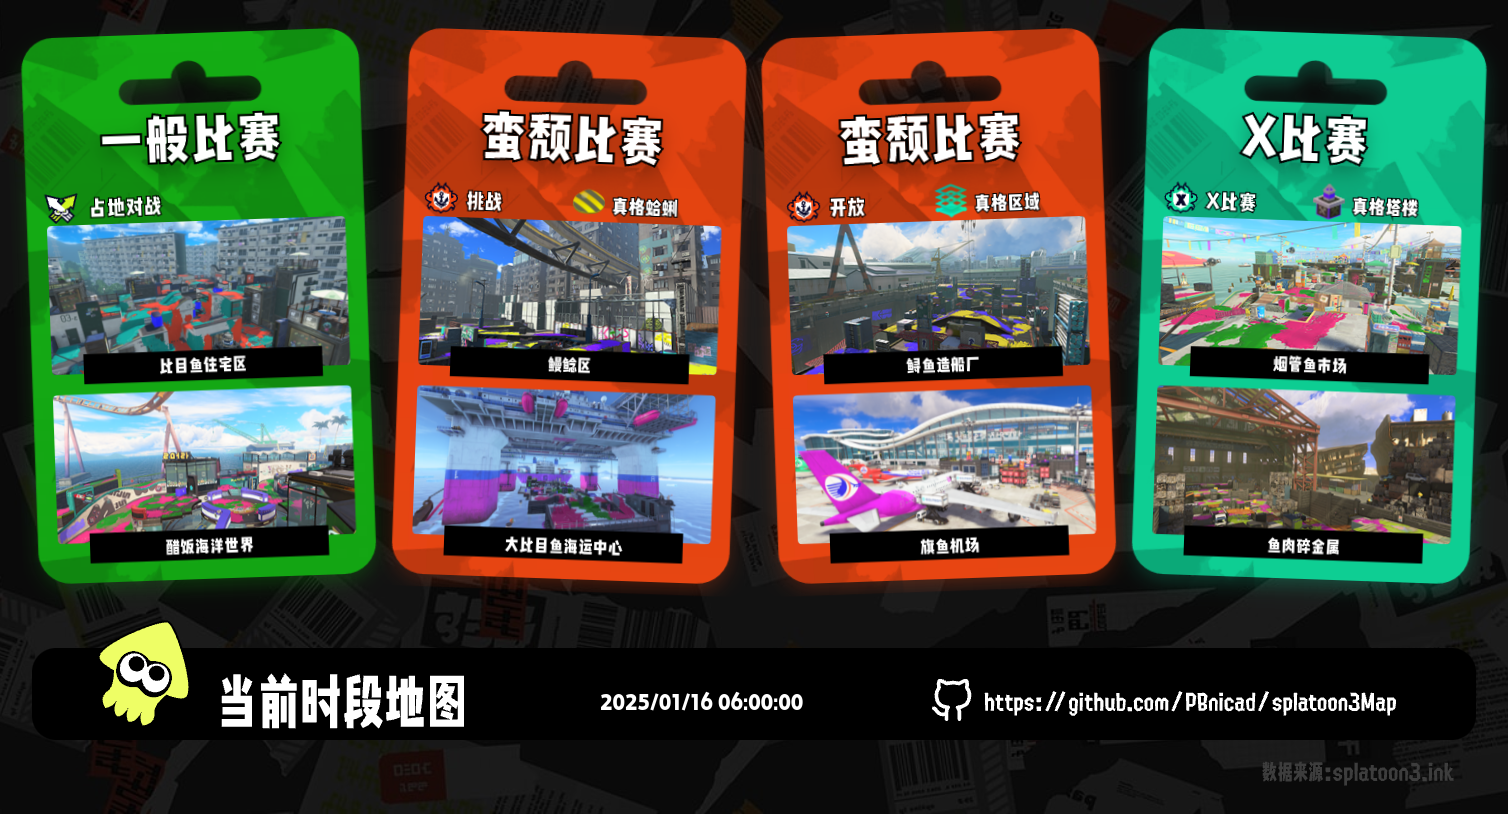 一般比赛
占地对战
比目鱼住宅区
醋饭海洋世界
蛮颓比赛
挑战
真格蛤蜊
鳗鲶区
大比目鱼海运中心
蛮颓比赛
开放
真格区域
鲟鱼造船厂
旗鱼机场
X比赛
X比赛
真格塔楼
烟管鱼市场
鱼肉碎金属
当前时段地图
2025/01/16 06:00:00
https://github.com/PBnicad/splatoon3Map
数据来源:splatoon3.ink